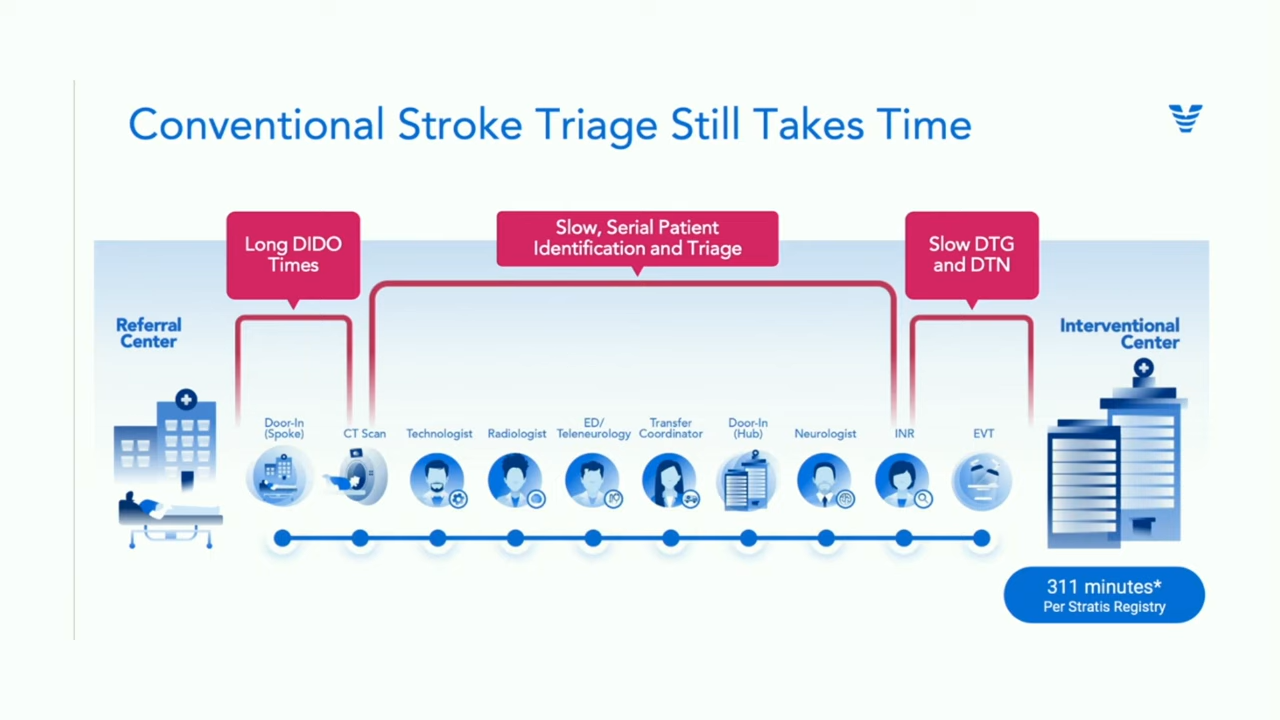 Conventional Stroke Triage Still Takes Time
Long DIDO
Times
Slow, Serial Patient
Identification and Triage
Slow DTG
and DTN
Referral
Center
Interventional
Center
Door-In
(Spoke)
CT Scan
Technologist
Radiologist
ED/
Teleneurology
Transfer
Coordinator
Door-In
(Hub)
Neurologist
INR
EVT
311 minutes*
Per Stratis Registry